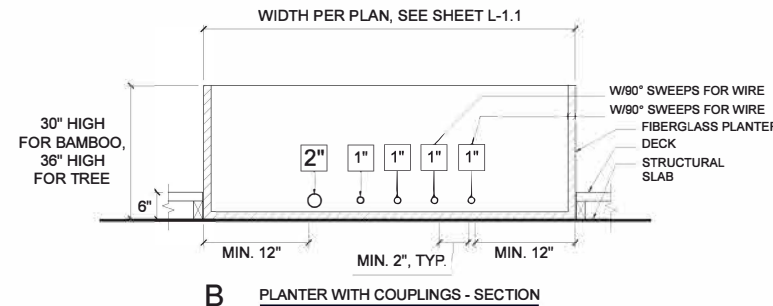 WIDTH PER PLAN, SEE SHEET L-1.1
W/90° SWEEPS FOR WIRE
W/90° SWEEPS FOR WIRE
FIBERGLASS PLANTER
DECK
STRUCTURAL
SLAB
30" HIGH
FOR BAMBOO,
36" HIGH
FOR TREE
2"
1"
1"
1"
1"
6"
MIN. 12"
MIN. 2", TYP.
MIN. 12"
B PLANTER WITH COUPLINGS - SECTION